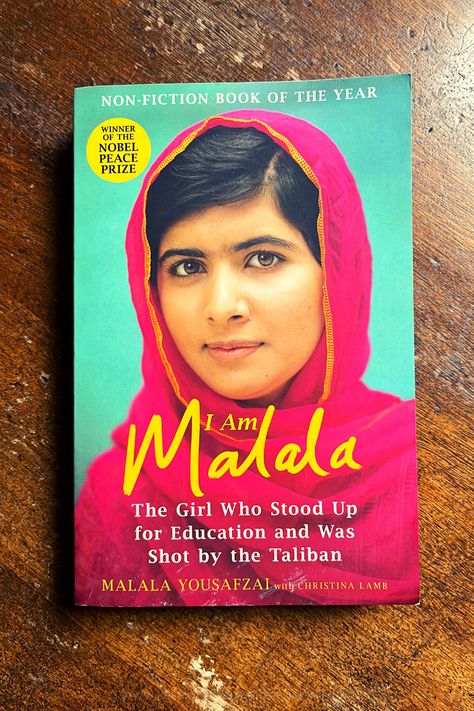 NON-FICTION BOOK OF THE YEAR
WINNER
OF THE
NOBEL
PEACE
PRIZE
I Am
Malala
The Girl Who Stood Up
for Education and Was
Shot by the Taliban
MALALA YOUSAFZAI with CHRISTINA LAMB